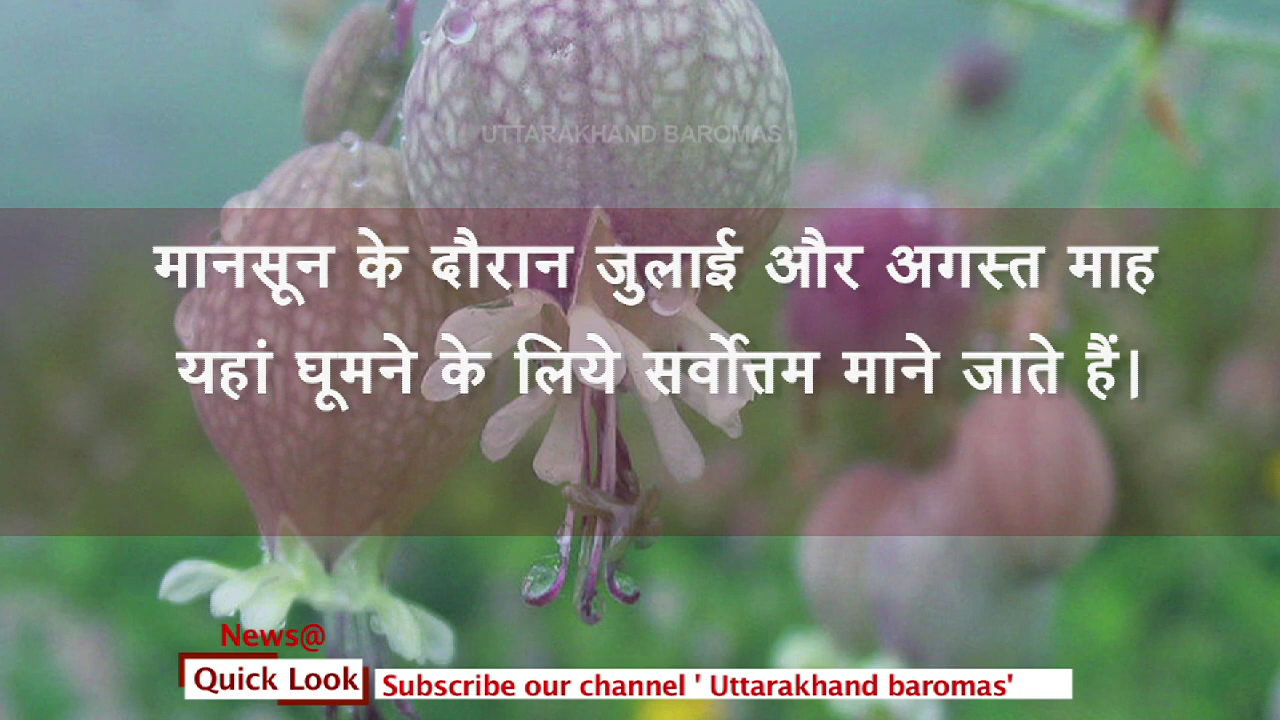 UTTARAKHAND BAROMAS
मानसून के दौरान जुलाई और अगस्त माह
यहां घूमने के लिये सर्वोत्तम माने जाते हैं।
News@
Quick Look
Subscribe our channel ' Uttarakhand baromas'